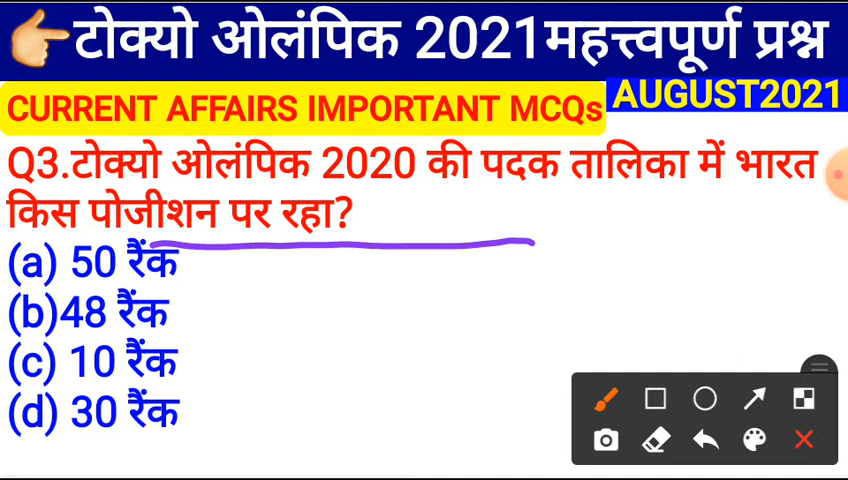 टोक्यो ओलंपिक 2021महत्त्वपूर्ण प्रश्न
CURRENT AFFAIRS IMPORTANT MCQs
AUGUST2021
Q3.टोक्यो ओलंपिक 2020 की पदक तालिका में भारत
किस पोजीशन पर रहा?
(a) 50 रैंक
(b)48 रैंक
(c) 10 रैंक
(d) 30 रैंक